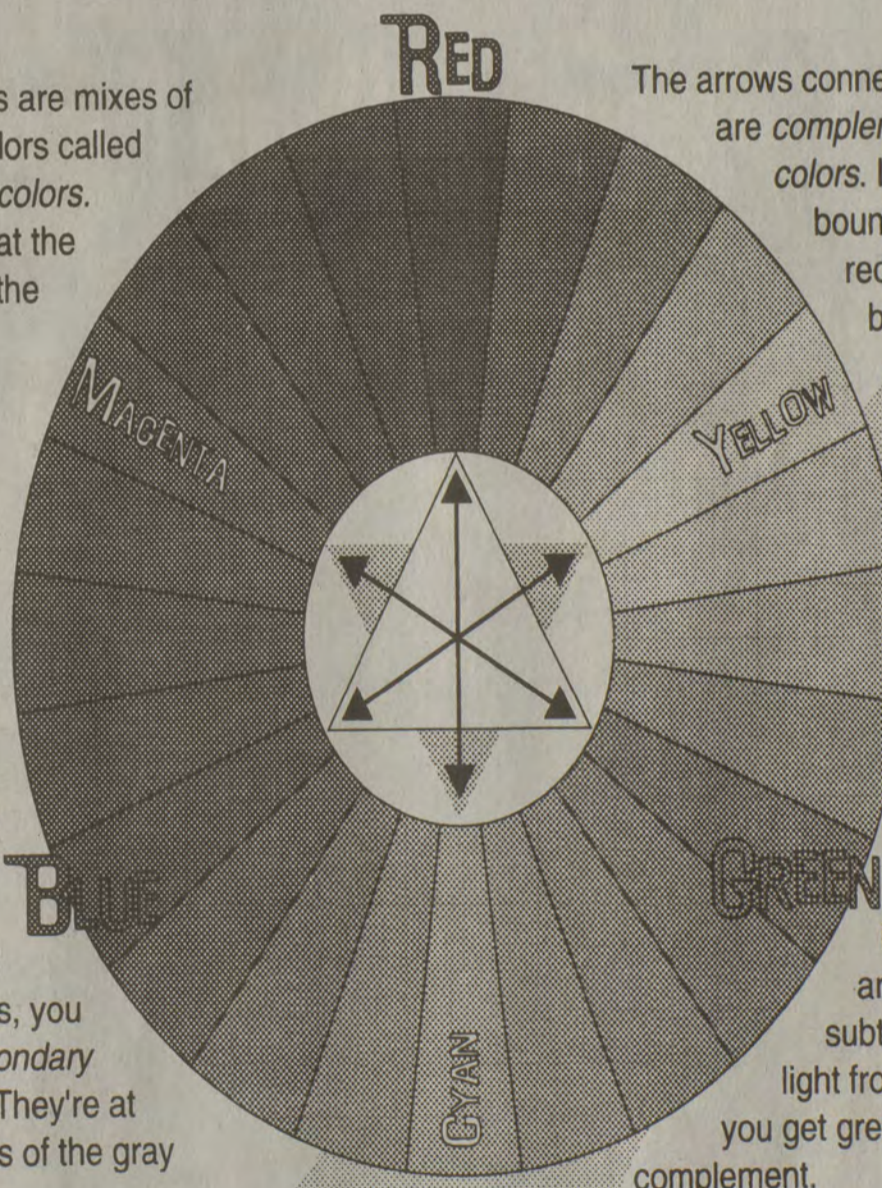 RED
s are mixes of
lors called
colors.
at the
the
The arrows conne
are complem
colors. 
boun
rec
b
MAGENTA
YELLOW
BLUE
GREEN
s, you
ondary
They're at
s of the gray
CYAN
ar
subt
light fro
you get gre
complement.